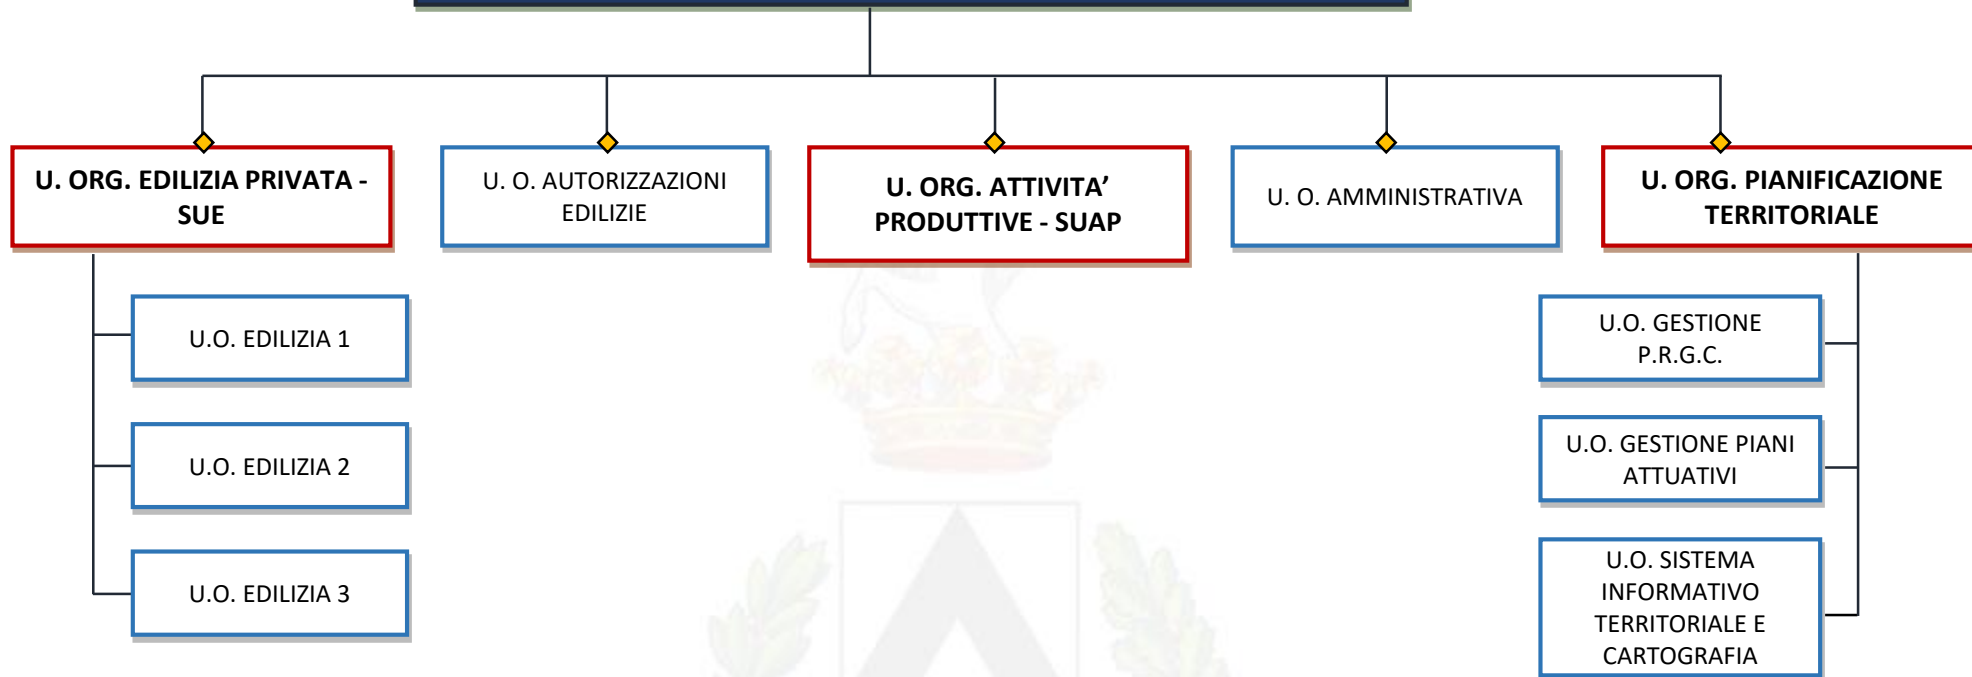 U. ORG. EDILIZIA PRIVATA -
SUE
U. O. AUTORIZZAZIONI
EDILIZIE
U. ORG. ATTIVITA’
PRODUTTIVE - SUAP
U. O. AMMINISTRATIVA
U. ORG. PIANIFICAZIONE
TERRITORIALE
U.O. EDILIZIA 1
U.O. EDILIZIA 2
U.O. EDILIZIA 3
U.O. GESTIONE
P.R.G.C.
U.O. GESTIONE PIANI
ATTUATIVI
U.O. SISTEMA
INFORMATIVO
TERRITORIALE E
CARTOGRAFIA